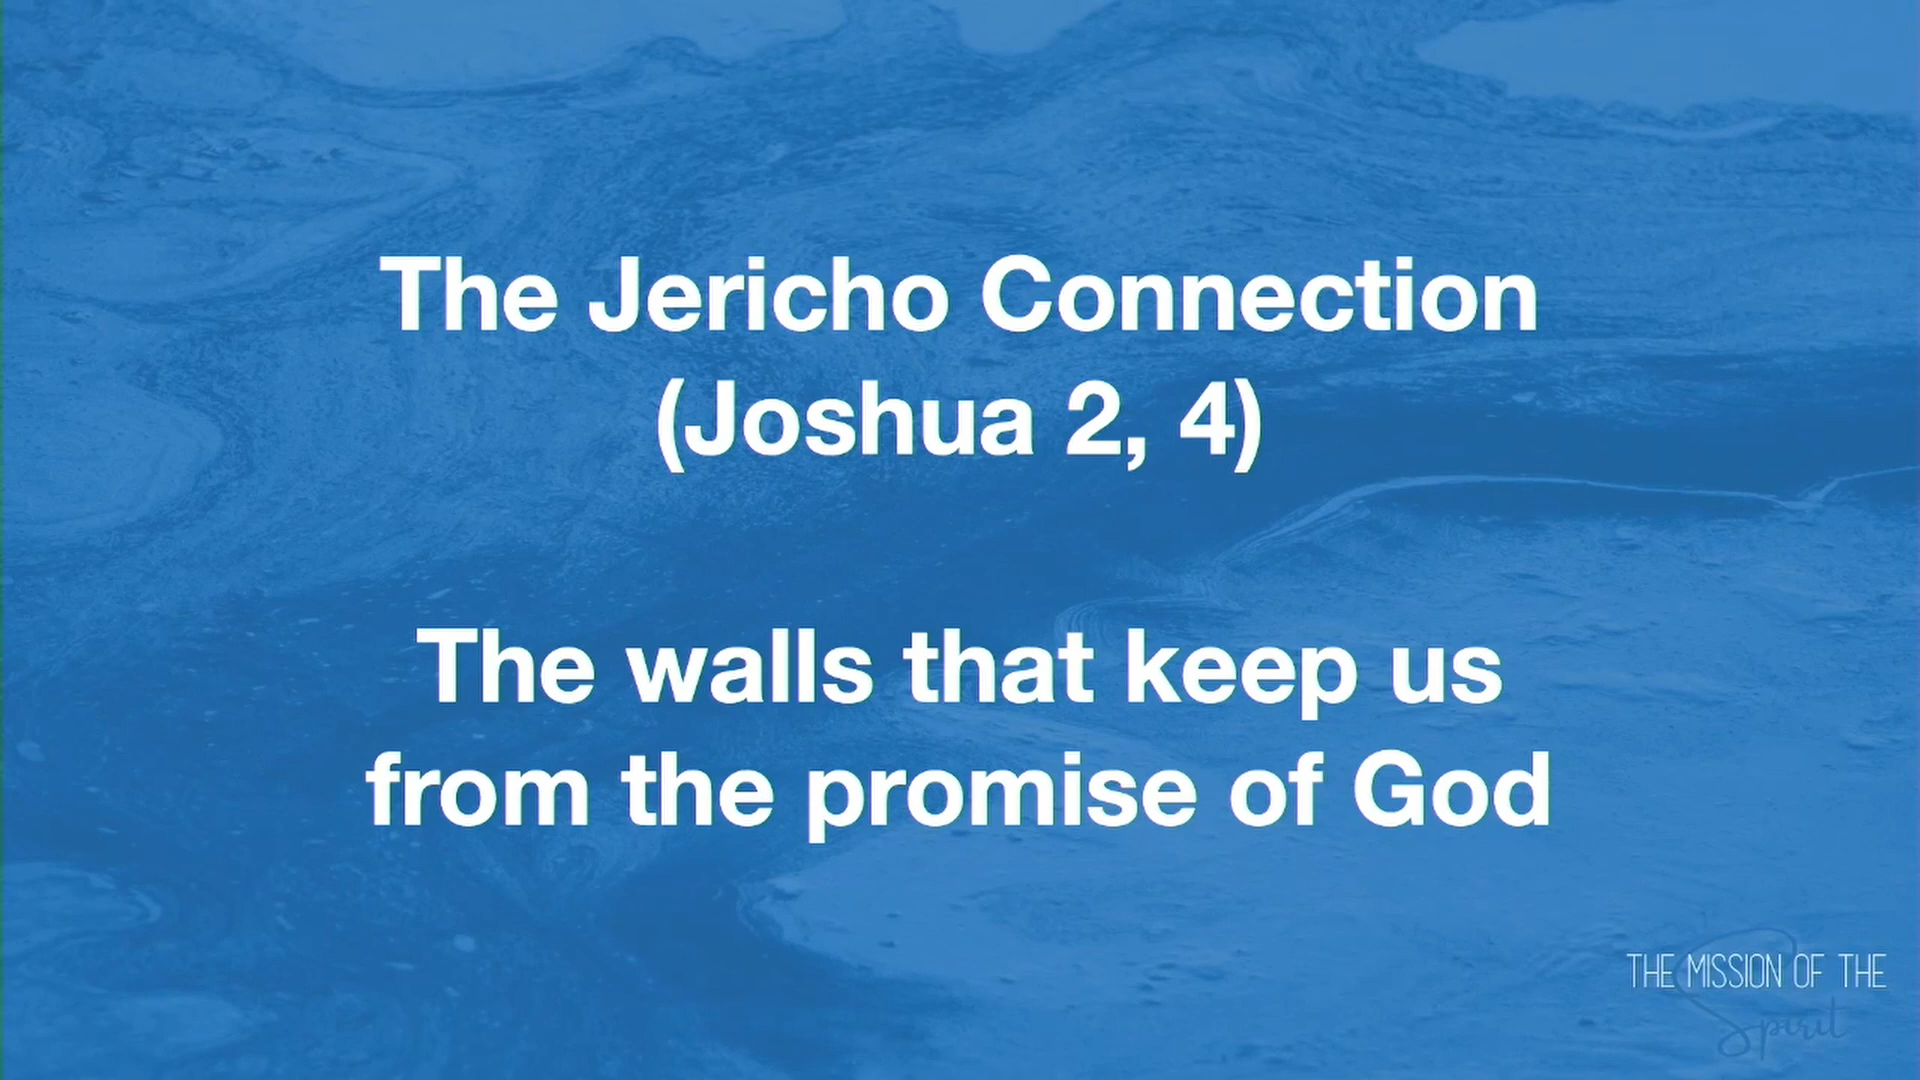 The Jericho Connection
(Joshua 2, 4)
The walls that keep us
from the promise of God
THE MISSION OF THE
Spirit